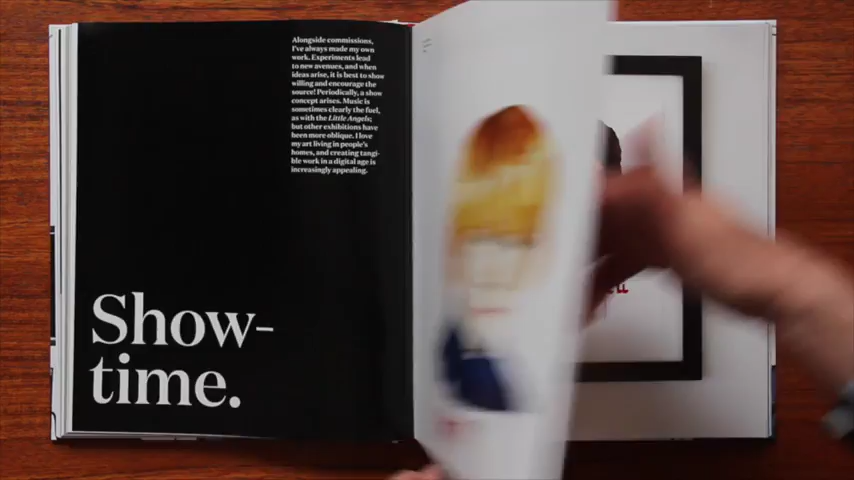 Alongside commissions,
I've always made my own
work. Experiments lead
to new avenues, and when
ideas arise, it is best to show
willing and encourage the
source! Periodically, a show
concept arises. Music is
sometimes clearly the fuel,
as with the Little Angels;
but other exhibitions have
been more oblique. I love
my art living in people's
homes, and creating tangi-
ble work in a digital age is
increasingly appealing.
Show-
time.